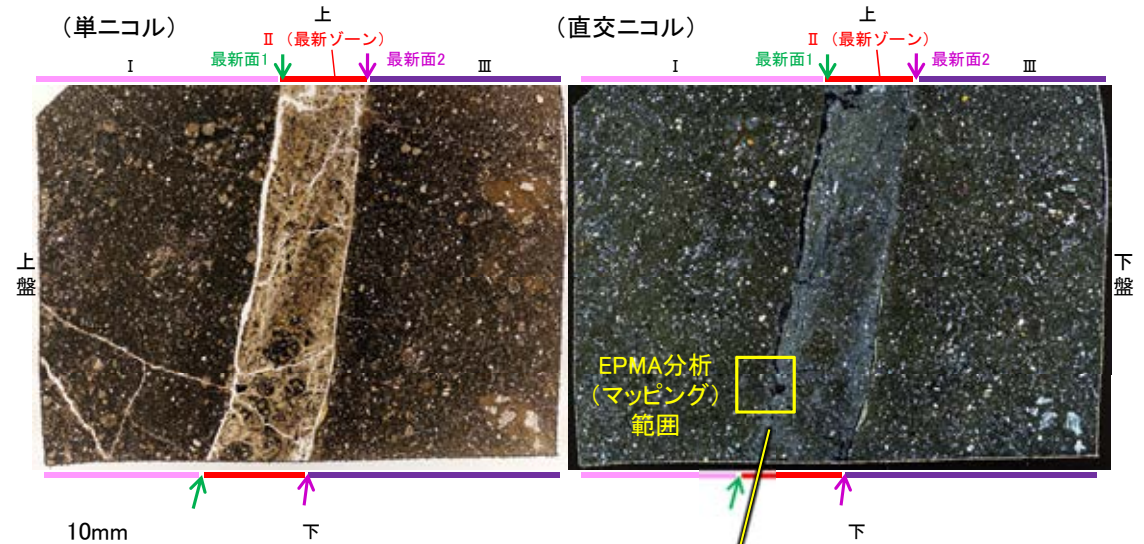 （単ニコル）
上
Ⅱ（最新ゾーン）
最新面1
最新面2
Ⅰ
Ⅲ
上盤
10mm
下
（直交ニコル）
上
Ⅱ（最新ゾーン）
最新面1
最新面2
Ⅰ
Ⅲ
EPMA分析
（マッピング）
範囲
下盤
下